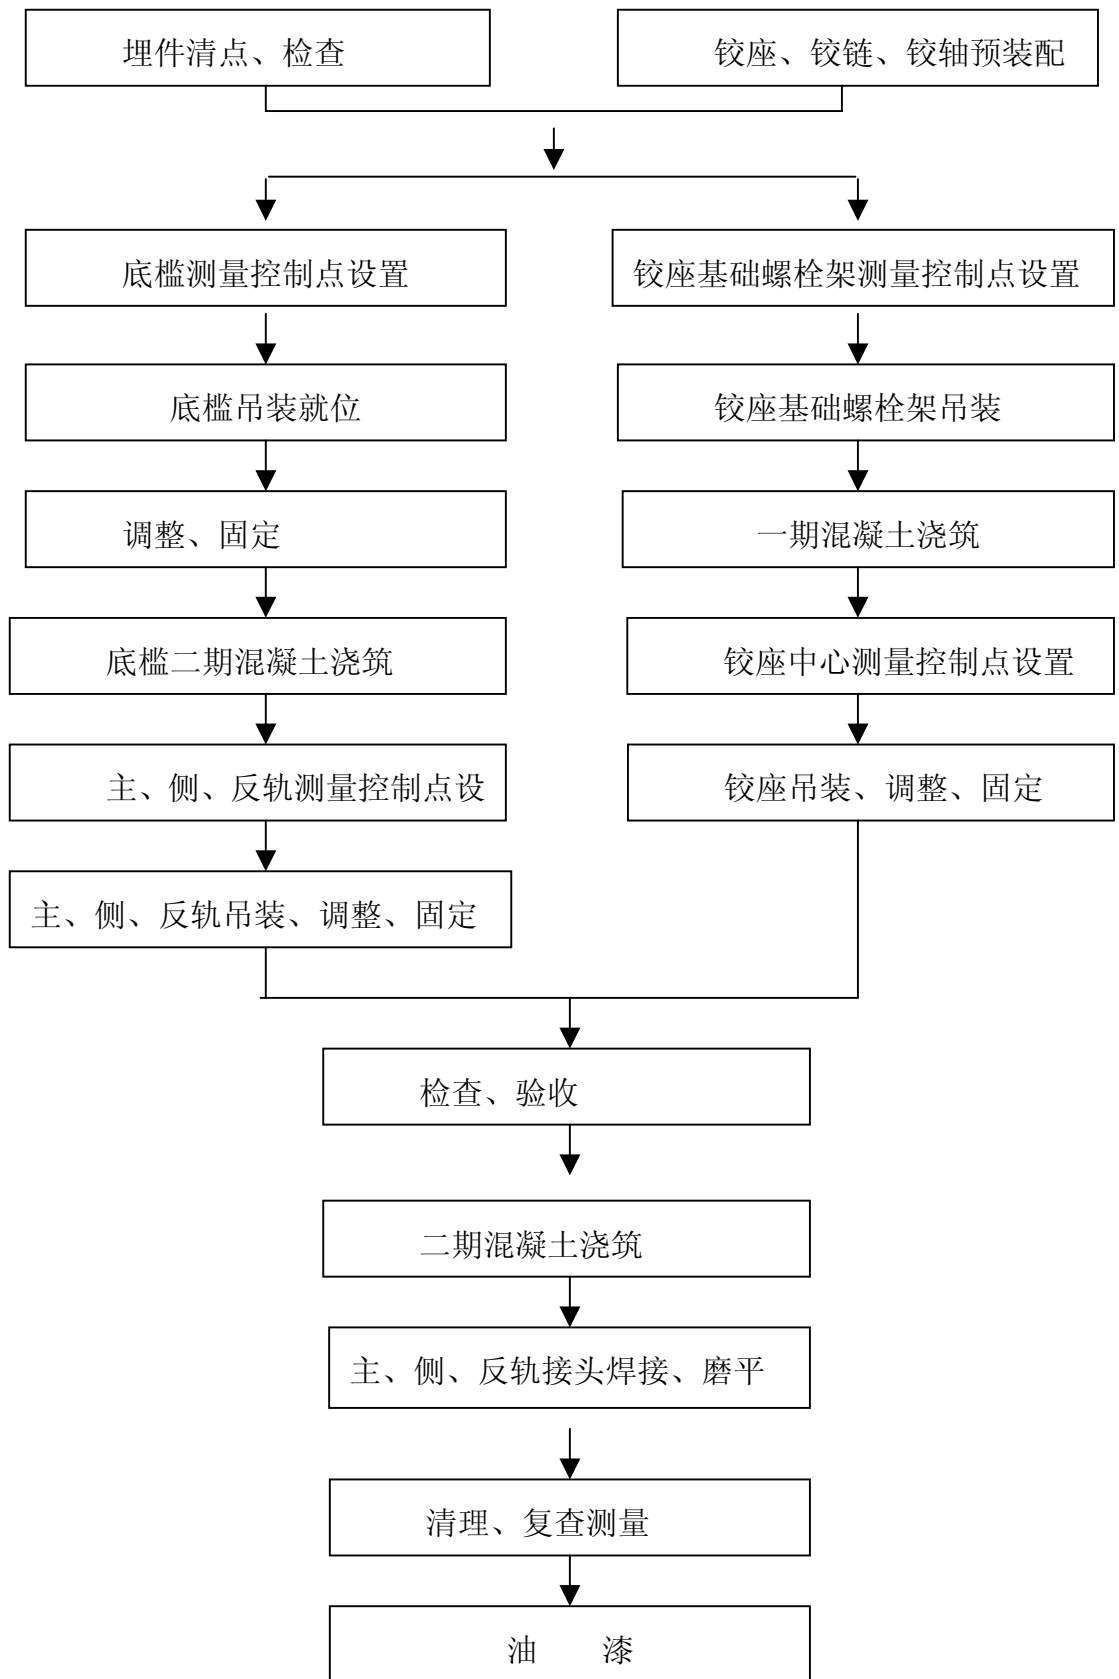 埋件清点、检查
铰座、铰链、铰轴预装配
底槛测量控制点设置
铰座基础螺栓架测量控制点设置
底槛吊装就位
铰座基础螺栓架吊装
调整、固定
一期混凝土浇筑
底槛二期混凝土浇筑
铰座中心测量控制点设置
主、侧、反轨测量控制点设
铰座吊装、调整、固定
主、侧、反轨吊装、调整、固定
检查、验收
二期混凝土浇筑
主、侧、反轨接头焊接、磨平
清理、复查测量
油 漆